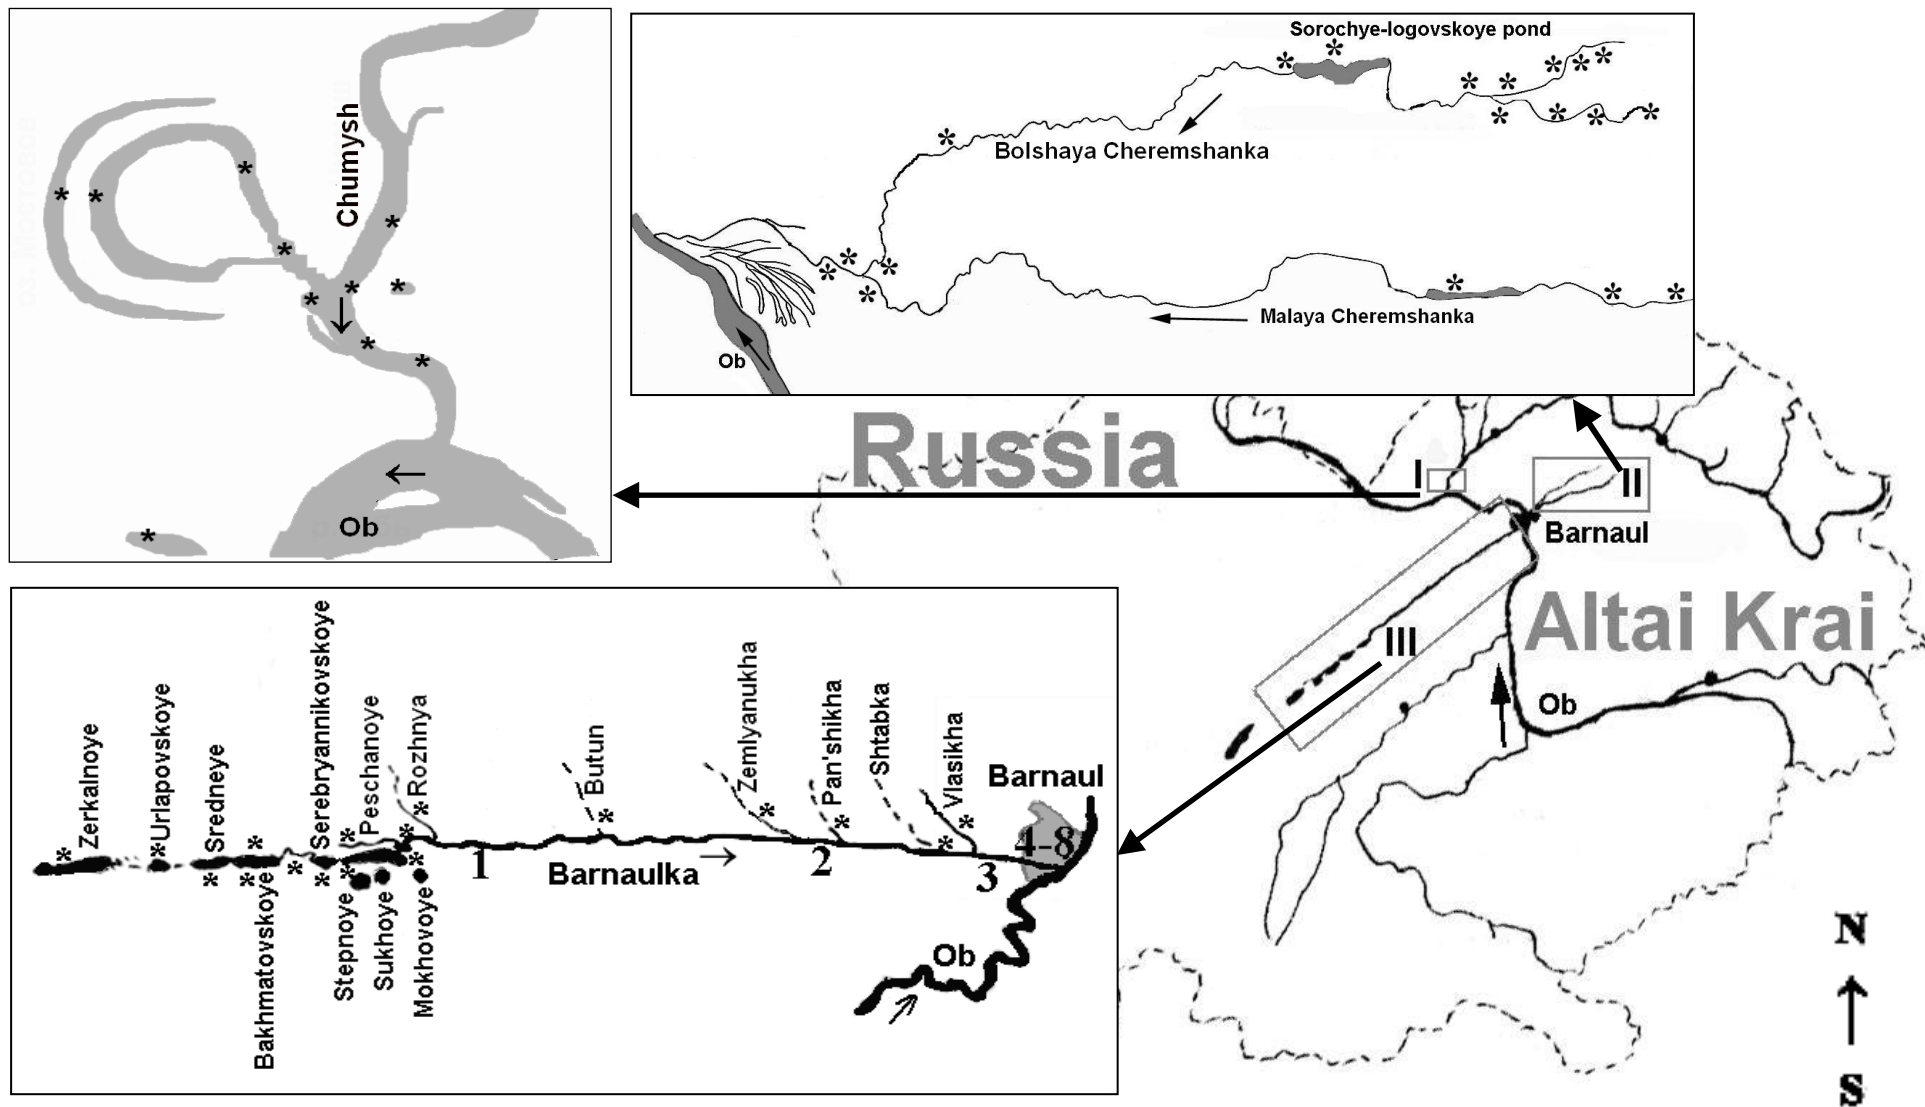 Chumysh
Ob
Sorochye-logovskoye pond
Bolshaya Cheremshanka
Malaya Cheremshanka
Ob
Russia
I
II
Barnaul
III
Altai Krai
Ob
N
S
Zerkalnoye
Urlapovskoye
Sredneye
Serebryannikovskoye
Peschanoye
Rozhnya
Butun
Zemlyanukha
Pan'shikha
Shtabka
Vlasikha
Barnaul
1
2
3
4-8
Barnaulka
Bakhmatovskoye
Stepnoye
Sukhoye
Mokhovoye
Ob